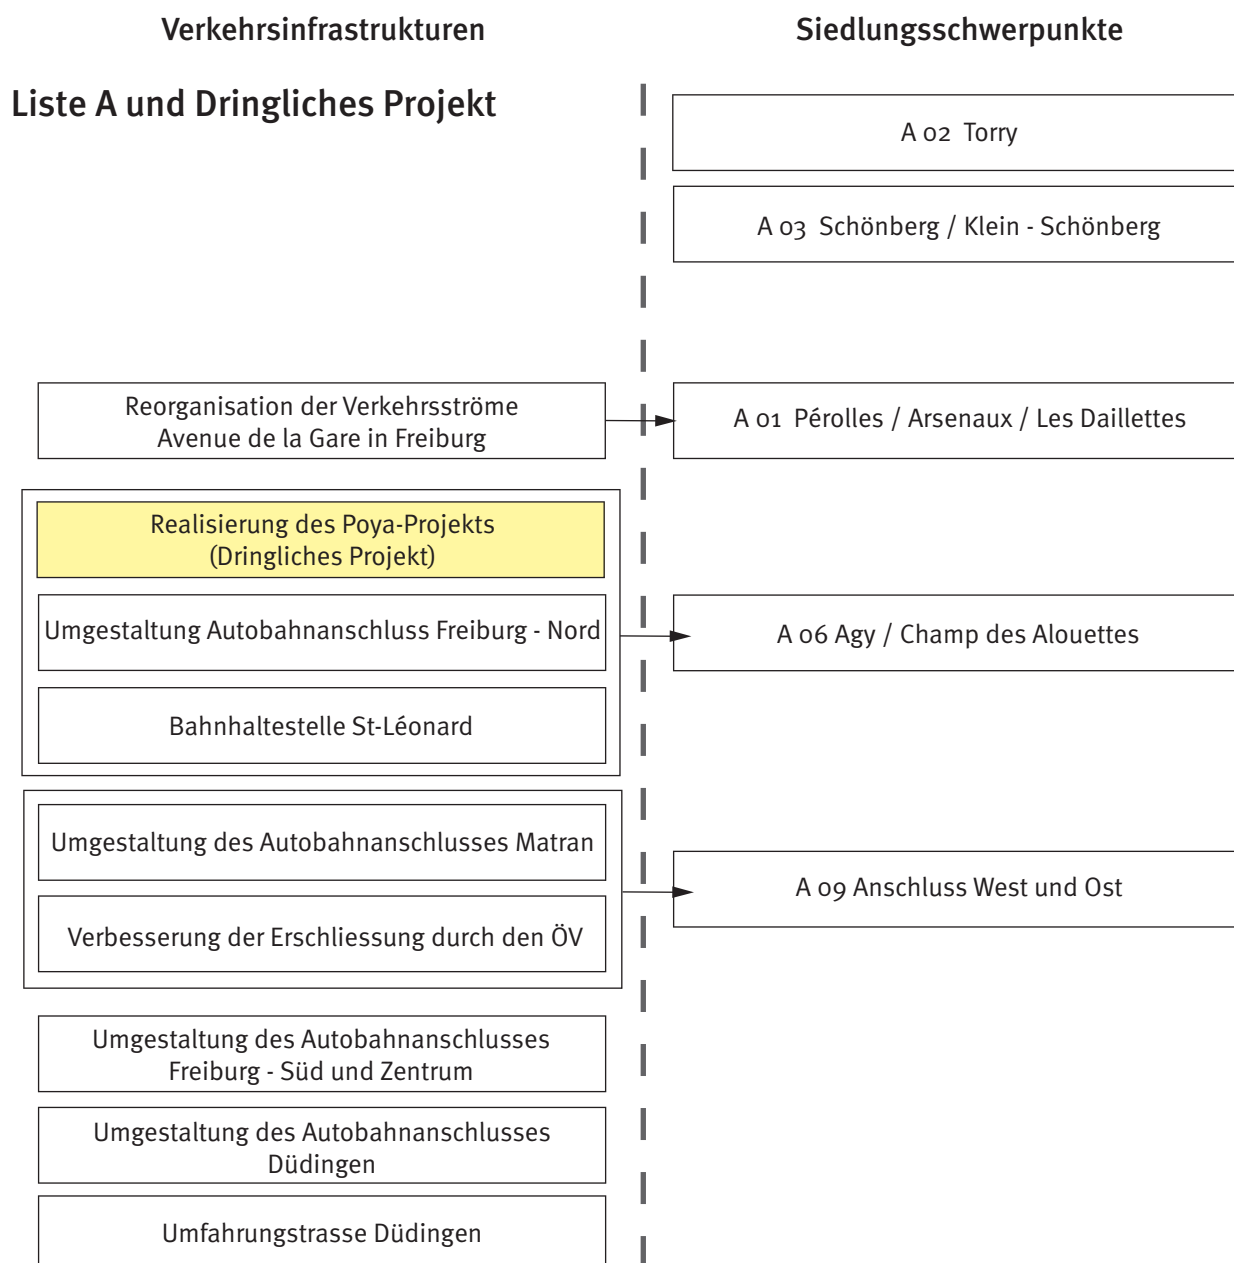 Verkehrsinfrastrukturen
Siedlungsschwerpunkte
Liste A und Dringliches Projekt
A 02 Torry
A 03 Schönberg / Klein - Schönberg
Reorganisation der Verkehrsströme
Avenue de la Gare in Freiburg
A 01 Pérolles / Arsenaux / Les Daillettes
Realisierung des Poya-Projekts
(Dringliches Projekt)
Umgestaltung Autobahnanschluss Freiburg - Nord
Bahnhaltestelle St-Léonard
A 06 Agy / Champ des Alouettes
Umgestaltung des Autobahnanschlusses Matran
Verbesserung der Erschliessung durch den ÖV
A 09 Anschluss West und Ost
Umgestaltung des Autobahnanschlusses
Freiburg - Süd und Zentrum
Umgestaltung des Autobahnanschlusses
Düdingen
Umfahrungstrasse Düdingen